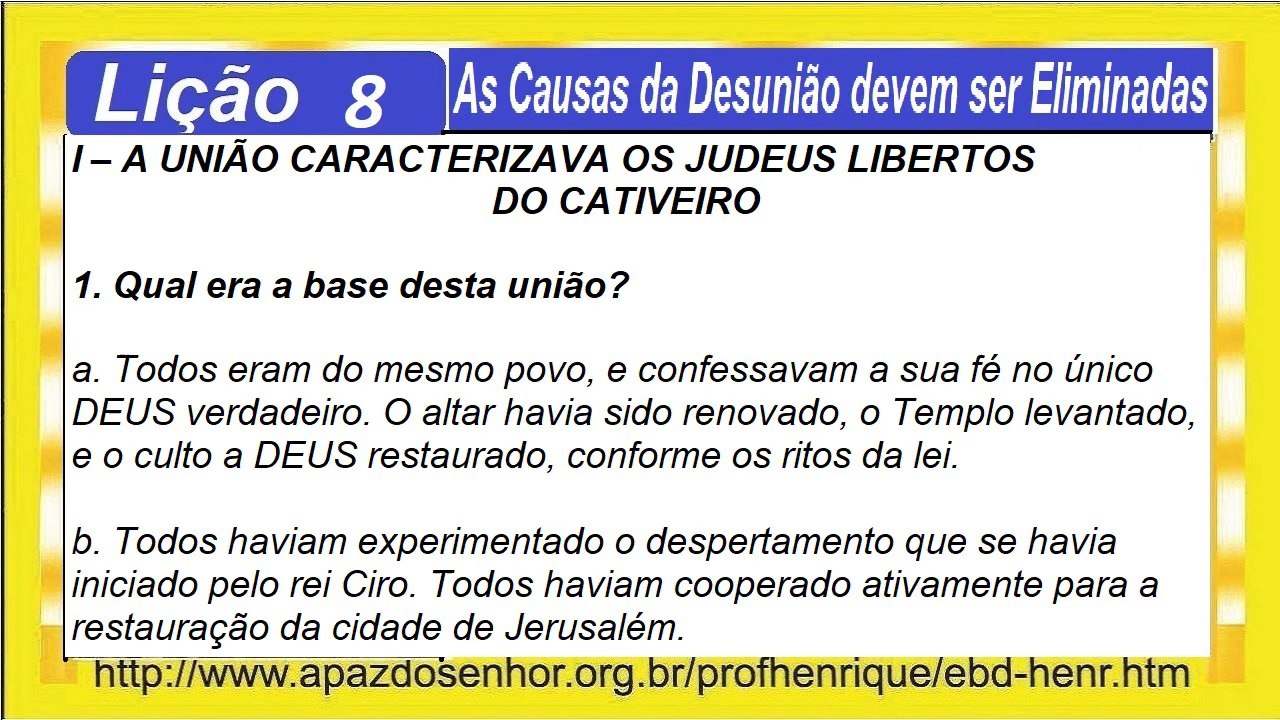 Lição 8
As Causas da Desunião devem ser Eliminadas
I – A UNIÃO CARACTERIZAVA OS JUDEUS LIBERTOS
DO CATIVEIRO
1. Qual era a base desta união?
a. Todos eram do mesmo povo, e confessavam a sua fé no único
DEUS verdadeiro. O altar havia sido renovado, o Templo levantado,
e o culto a DEUS restaurado, conforme os ritos da lei.
b. Todos haviam experimentado o despertamento que se havia
iniciado pelo rei Ciro. Todos haviam cooperado ativamente para a
restauração da cidade de Jerusalém.
http://www.apazdosenhor.org.br/profhenrique/ebd-henr.htm